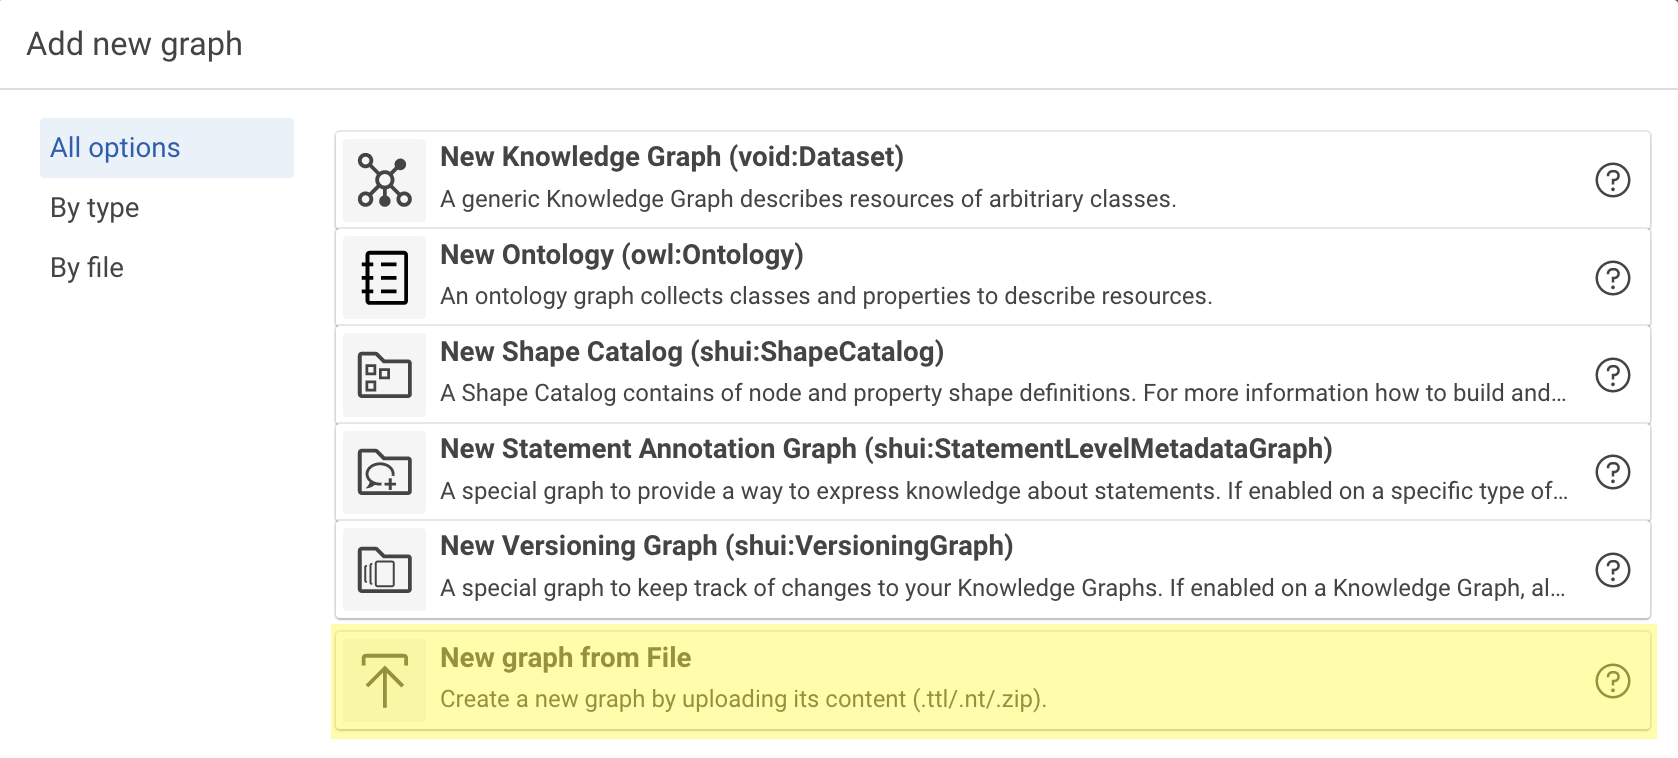 Add new graph
All options
By type
By file
New Knowledge Graph (void:Dataset)
A generic Knowledge Graph describes resources of arbitriary classes.
New Ontology (owl:Ontology)
An ontology graph collects classes and properties to describe resources.
New Shape Catalog (shui:ShapeCatalog)
A Shape Catalog contains of node and property shape definitions. For more information how to build and...
New Statement Annotation Graph (shui:StatementLevelMetadataGraph)
A special graph to provide a way to express knowledge about statements. If enabled on a specific type of...
New Versioning Graph (shui:VersioningGraph)
A special graph to keep track of changes to your Knowledge Graphs. If enabled on a Knowledge Graph, al...
New graph from File
Create a new graph by uploading its content (.ttl/.nt/.zip).